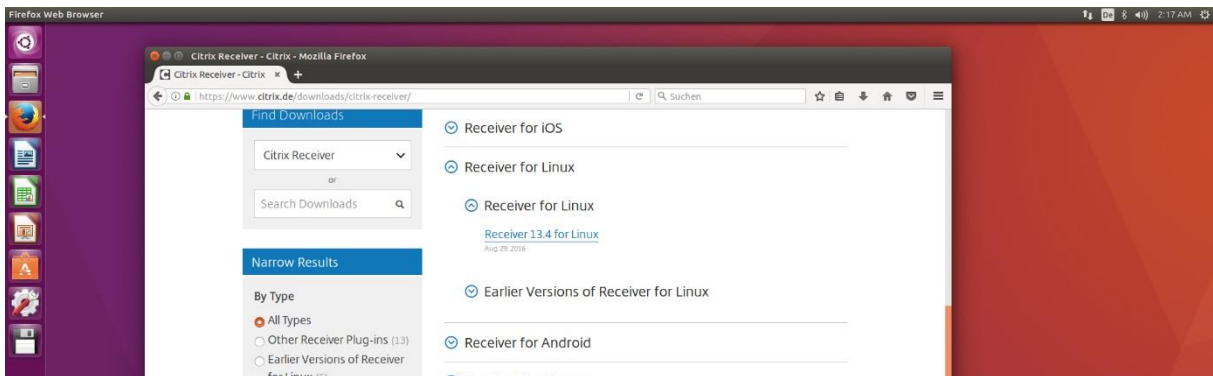 Firefox Web Browser
De
2:17 AM
Citrix Receiver - Citrix - Mozilla Firefox
Citrix Receiver - Citrix
https://www.citrix.de/downloads/citrix-receiver/
Suchen
Find Downloads
Citrix Receiver
or
Search Downloads
Narrow Results
By Type
All Types
Other Receiver Plug-ins (13)
Earlier Versions of Receiver
for Linux
Receiver for iOS
Receiver for Linux
Receiver for Linux
Receiver 13.4 for Linux
Aug 29, 2016
Earlier Versions of Receiver for Linux
Receiver for Android